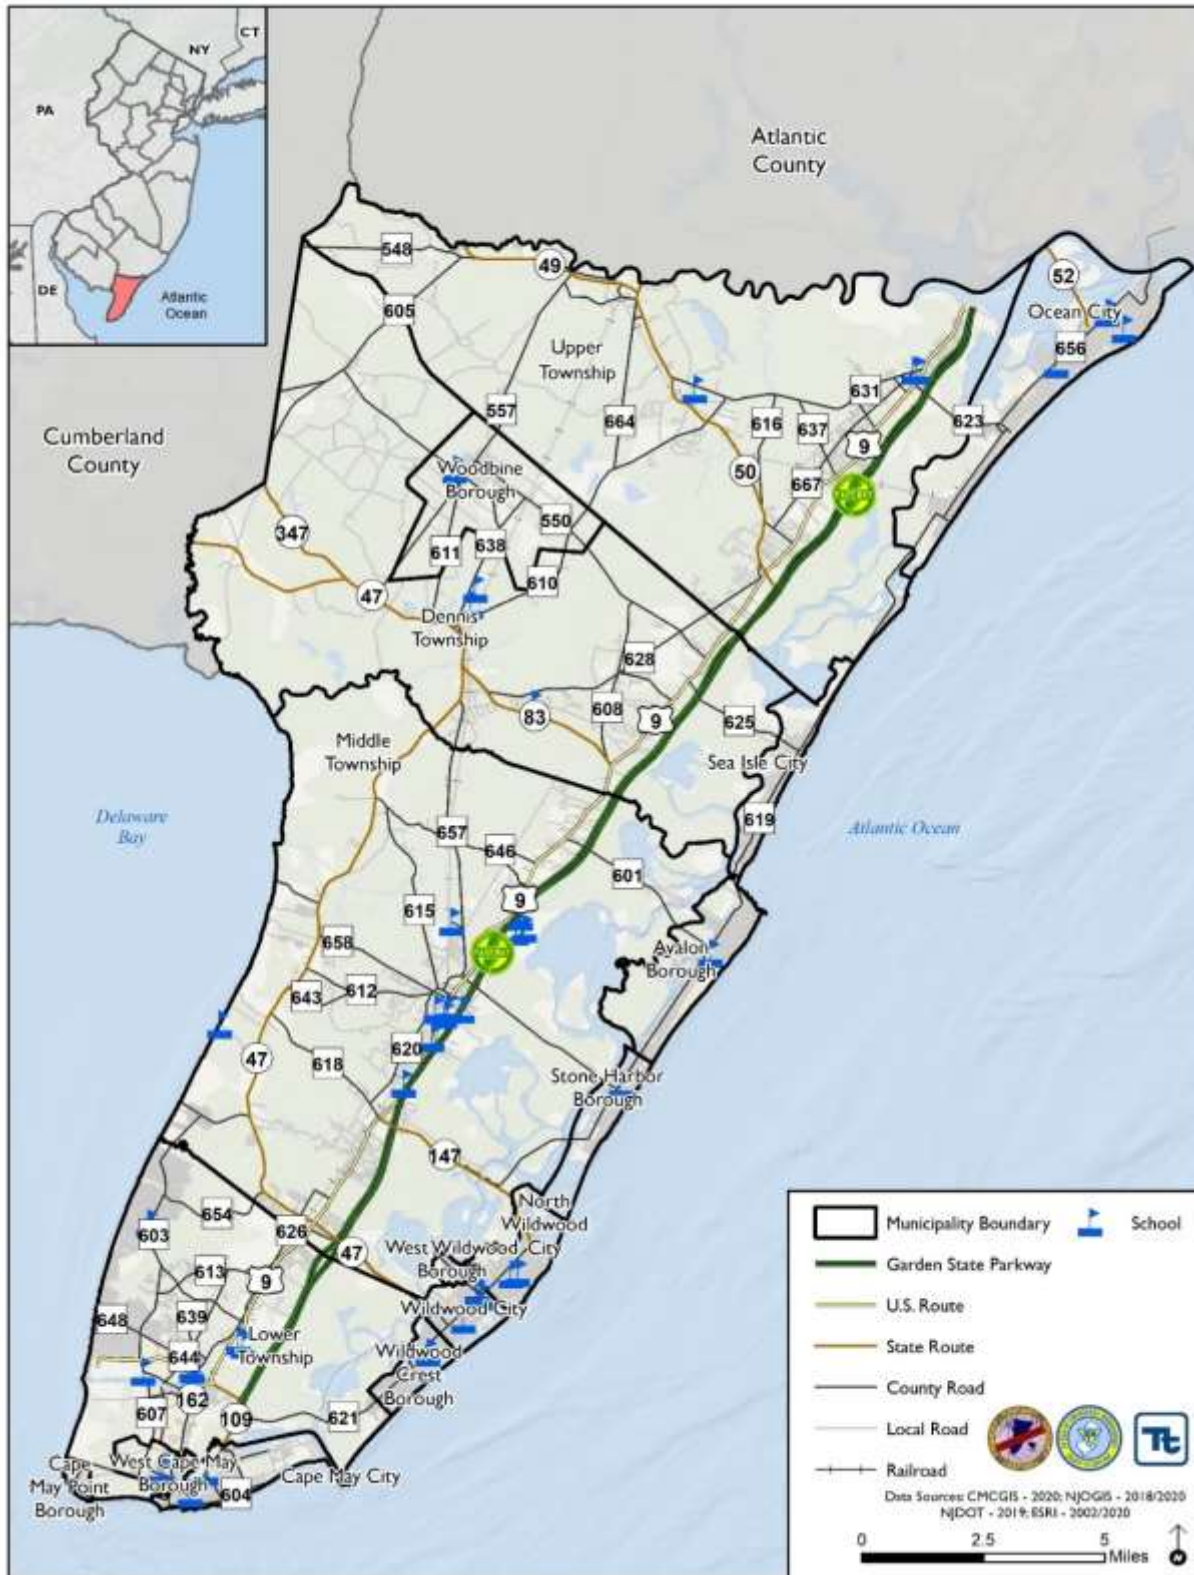 NY
CT
PA
DE
Atlantic
Ocean
Atlantic
County
548
49
52
605
Ocean City
656
Upper
Township
631
557
664
616
637
623
9
Cumberland
County
Woodbine
Borough
50
667
550
347
611
638
610
47
Dennis
Township
628
608
83
9
625
Middle
Township
Sea Isle City
Delaware
Bay
619
Atlantic Ocean
657
646
601
9
615
658
Avalon
Borough
643
612
47
620
618
Stone Harbor
Borough
147
654
603
626
North
Wildwood
City
47
West Wildwood
Borough
613
9
Wildwood City
648
639
644
Lower
Township
Wildwood
Crest
Borough
162
607
109
621
Cape
May Point
Borough
West Cape May
Borough
604
Cape May City
Municipality Boundary
School
Garden State Parkway
U.S. Route
State Route
County Road
Local Road
Railroad
Tt
Data Sources: CMCGIS - 2020; NJOGIS - 2018/2020
NJDOT - 2019; ESRI - 2002/2020
0 2.5 5
Miles
N